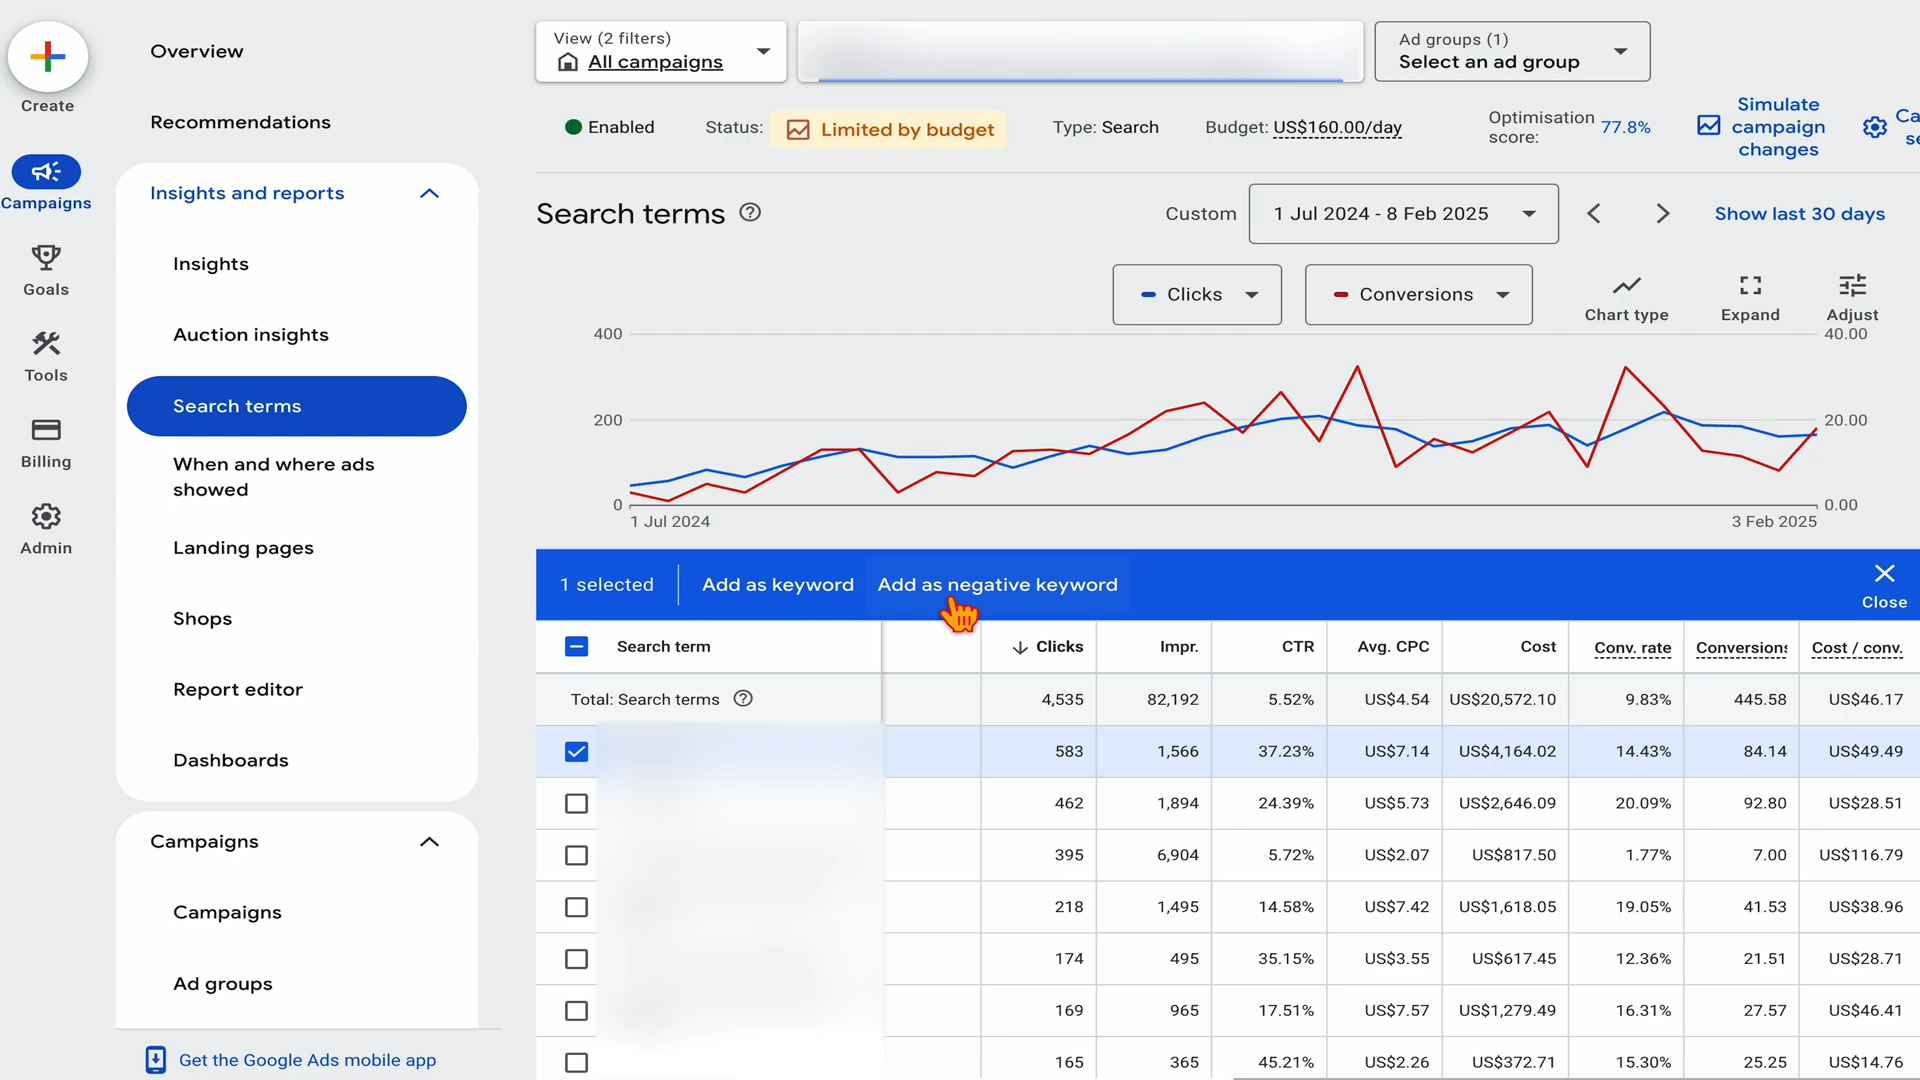 Create
Campaigns
Goals
Tools
Billing
Admin
Overview
Recommendations
Insights and reports
Insights
Auction insights
Search terms
When and where ads
showed
Landing pages
Shops
Report editor
Dashboards
Campaigns
Campaigns
Ad groups
Get the Google Ads mobile app
View (2 filters)
All campaigns
Ad groups (1)
Select an ad group
Enabled
Status: Limited by budget
Type: Search
Budget: US$160.00/day
Optimisation
score: 77.8%
Simulate
campaign
changes
Ca
se
Search terms
Custom 1 Jul 2024 - 8 Feb 2025
Show last 30 days
Clicks
Conversions
Chart type
Expand
Adjust
400 40.00
200 20.00
0 0.00
1 Jul 2024 3 Feb 2025
1 selected Add as keyword Add as negative keyword
Close
Search term Clicks Impr. CTR Avg. CPC Cost Conv. rate Conversions Cost / conv.
Total: Search terms 4,535 82,192 5.52% US$4.54 US$20,572.10 9.83% 445.58 US$46.17
583 1,566 37.23% US$7.14 US$4,164.02 14.43% 84.14 US$49.49
462 1,894 24.39% US$5.73 US$2,646.09 20.09% 92.80 US$28.51
395 6,904 5.72% US$2.07 US$817.50 1.77% 7.00 US$116.79
218 1,495 14.58% US$7.42 US$1,618.05 19.05% 41.53 US$38.96
174 495 35.15% US$3.55 US$617.45 12.36% 21.51 US$28.71
169 965 17.51% US$7.57 US$1,279.49 16.31% 27.57 US$46.41
165 365 45.21% US$2.26 US$372.71 15.30% 25.25 US$14.76